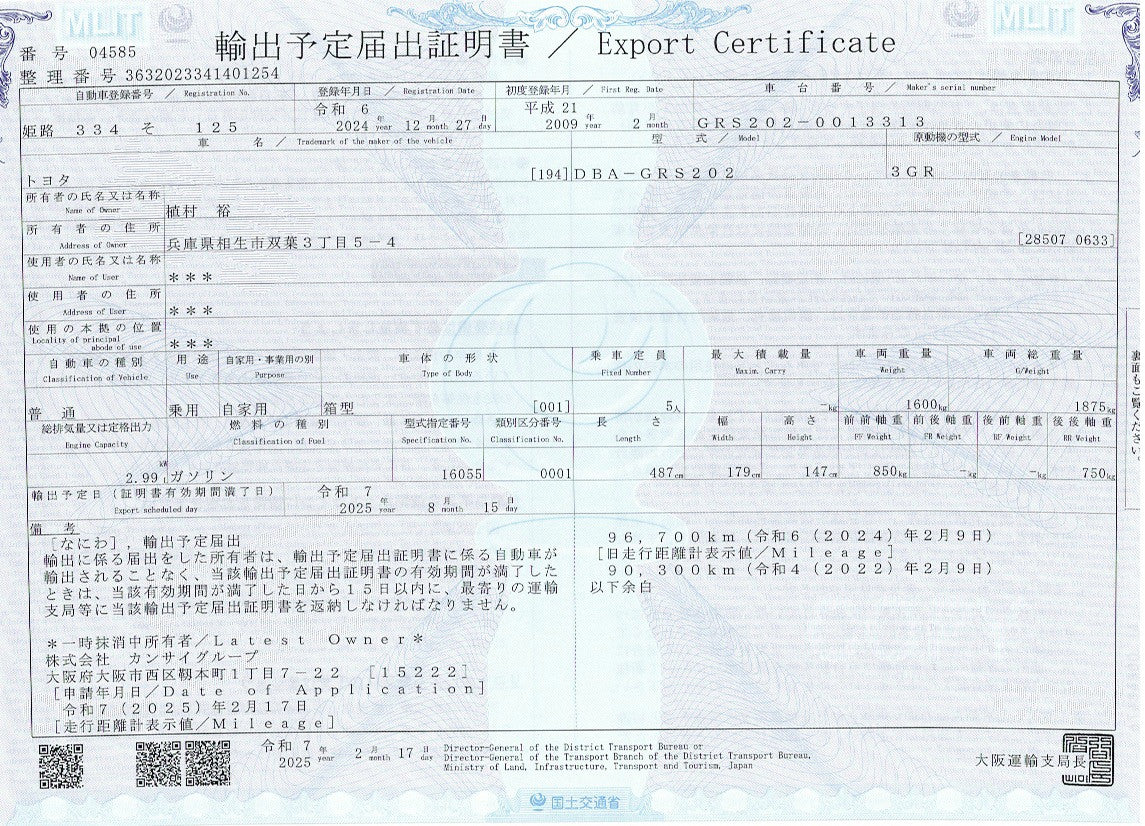 MLIT
MLIT
番 号 04585
輸出予定届出証明書 ／ Export Certificate
整理番号 3632023341401254
自動車登録番号 ／ Registration No.
登録年月日 ／ Registration Date
初度登録年月 ／ First Reg. Date
車 台 番 号 ／ Maker's serial number
令和 6
平成 21
姫路 334 そ 125
2024 年 year 12 月 month 27 日 day
2009 年 year 2 月 month
GRS202-0013313
車 名 ／ Trademark of the maker of the vehicle
型 式 ／ Model
原動機の型式 ／ Engine Model
トヨタ
[194]
DBA-GRS202
3GR
所有者の氏名又は名称
Name of Owner
植村 裕
所有者の住所
Address of Owner
兵庫県相生市双葉3丁目5-4
[28507 0633]
使用者の氏名又は名称
Name of User
***
使用者の住所
Address of User
***
使用の本拠の位置
Locality of principal
abode of use
***
自動車の種別
Classification of Vehicle
用途
Use
自家用・事業用の別
Purpose
車体の形状
Type of Body
乗車定員
Fixed Number
最大積載量
Maxim. Carry
車両重量
Weight
車両総重量
G/Weight
普 通
乗用
自家用
箱型
[001]
5人
-kg
1600kg
1875kg
総排気量又は定格出力
Engine Capacity
燃料の種別
Classification of Fuel
型式指定番号
Specification No.
類別区分番号
Classification No.
長 さ
Length
幅
Width
高 さ
Height
前前軸重
FF Weight
前後軸重
FR Weight
後前軸重
RF Weight
後後軸重
RR Weight
2.99 kW l
ガソリン
16055
0001
487cm
179cm
147cm
850kg
-kg
-kg
750kg
輸出予定日（証明書有効期間満了日）
Export scheduled day
令和 7
2025 年 year 8 月 month 15 日 day
備 考
[なにわ], 輸出予定届出
輸出に係る届出をした所有者は、輸出予定届出証明書に係る自動車が
輸出されることなく、当該輸出予定届出証明書の有効期間が満了した
ときは、当該有効期間が満了した日から15日以内に、最寄りの運輸
支局等に当該輸出予定届出証明書を返納しなければなりません。
*一時抹消中所有者／Latest Owner*
株式会社 カンサイグループ
大阪府大阪市西区靱本町1丁目7-22 [15222]
[申請年月日／Date of Application]
令和7（2025）年2月17日
[走行距離計表示値／Mileage]
96,700km（令和6（2024）年2月9日）
[旧走行距離計表示値／Mileage]
90,300km（令和4（2022）年2月9日）
以下余白
裏面もご覧ください。
令和 7 年
2025 year 2 月 month 17 日 day
Director-General of the District Transport Bureau or
Director-General of the Transport Branch of the District Transport Bureau,
Ministry of Land, Infrastructure, Transport and Tourism, Japan
大阪運輸支局長
国土交通省